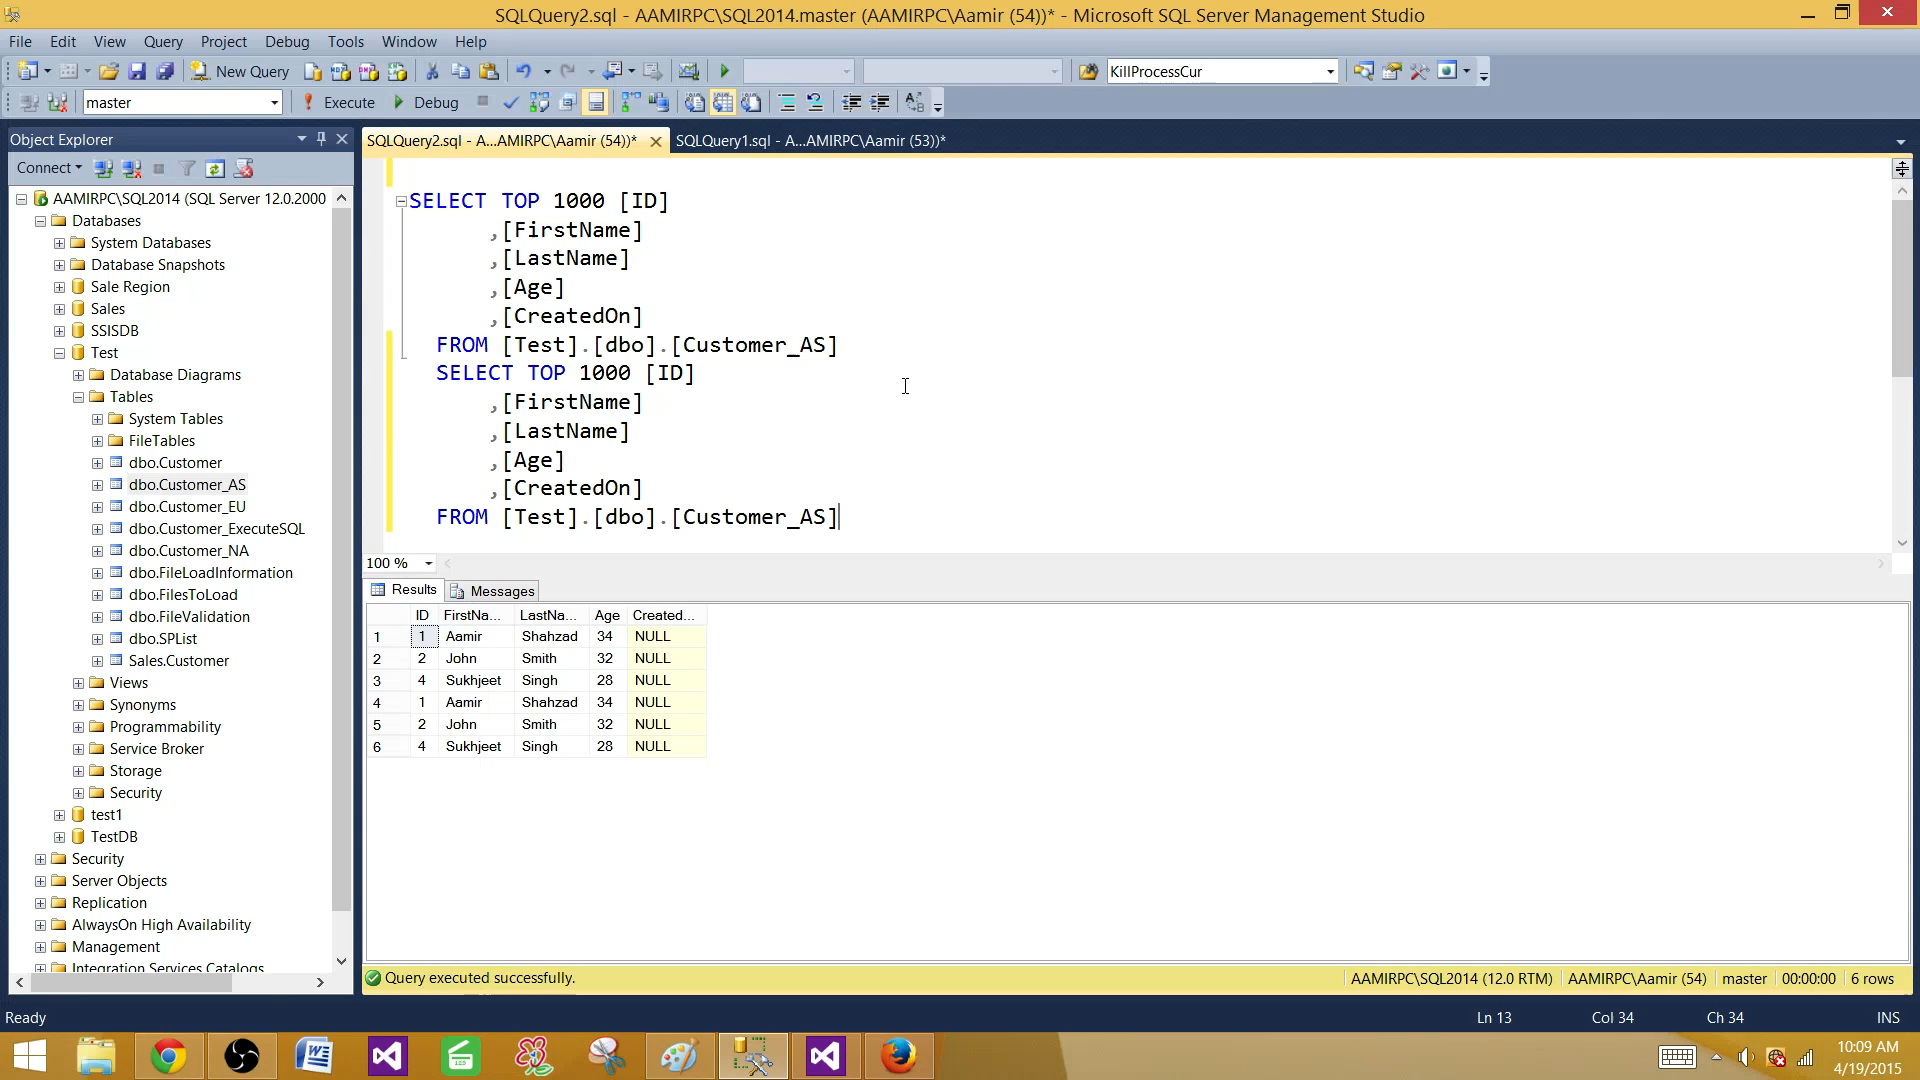 SQLQuery2.sql - AAMIRPC\SQL2014.master (AAMIRPC\Aamir (54))* - Microsoft SQL Server Management Studio
File Edit View Query Project Debug Tools Window Help
New Query KillProcessCur
master Execute Debug
Object Explorer
SQLQuery2.sql - A...AMIRPC\Aamir (54))* SQLQuery1.sql - A...AMIRPC\Aamir (53))*
Connect
AAMIRPC\SQL2014 (SQL Server 12.0.2000
Databases
System Databases
Database Snapshots
Sale Region
Sales
SSISDB
Test
Database Diagrams
Tables
System Tables
FileTables
dbo.Customer
dbo.Customer_AS
dbo.Customer_EU
dbo.Customer_ExecuteSQL
dbo.Customer_NA
dbo.FileLoadInformation
dbo.FilesToLoad
dbo.FileValidation
dbo.SPList
Sales.Customer
Views
Synonyms
Programmability
Service Broker
Storage
Security
test1
TestDB
Security
Server Objects
Replication
AlwaysOn High Availability
Management
Integration Services Catalogs
SELECT TOP 1000 [ID]
,[FirstName]
,[LastName]
,[Age]
,[CreatedOn]
FROM [Test].[dbo].[Customer_AS]
SELECT TOP 1000 [ID]
,[FirstName]
,[LastName]
,[Age]
,[CreatedOn]
FROM [Test].[dbo].[Customer_AS]
100 %
Results Messages
ID FirstNa... LastNa... Age Created...
1 1 Aamir Shahzad 34 NULL
2 2 John Smith 32 NULL
3 4 Sukhjeet Singh 28 NULL
4 1 Aamir Shahzad 34 NULL
5 2 John Smith 32 NULL
6 4 Sukhjeet Singh 28 NULL
Query executed successfully. AAMIRPC\SQL2014 (12.0 RTM) AAMIRPC\Aamir (54) master 00:00:00 6 rows
Ready Ln 13 Col 34 Ch 34 INS
10:09 AM
4/19/2015